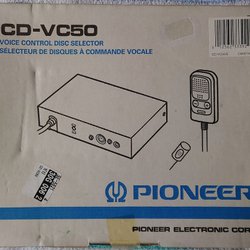 CD-VC50
VOICE CONTROL DISC SELECTOR
SÉLECTEUR DE DISQUES À COMMANDE VOCALE
PIONEER
PIONEER ELECTRONIC COR